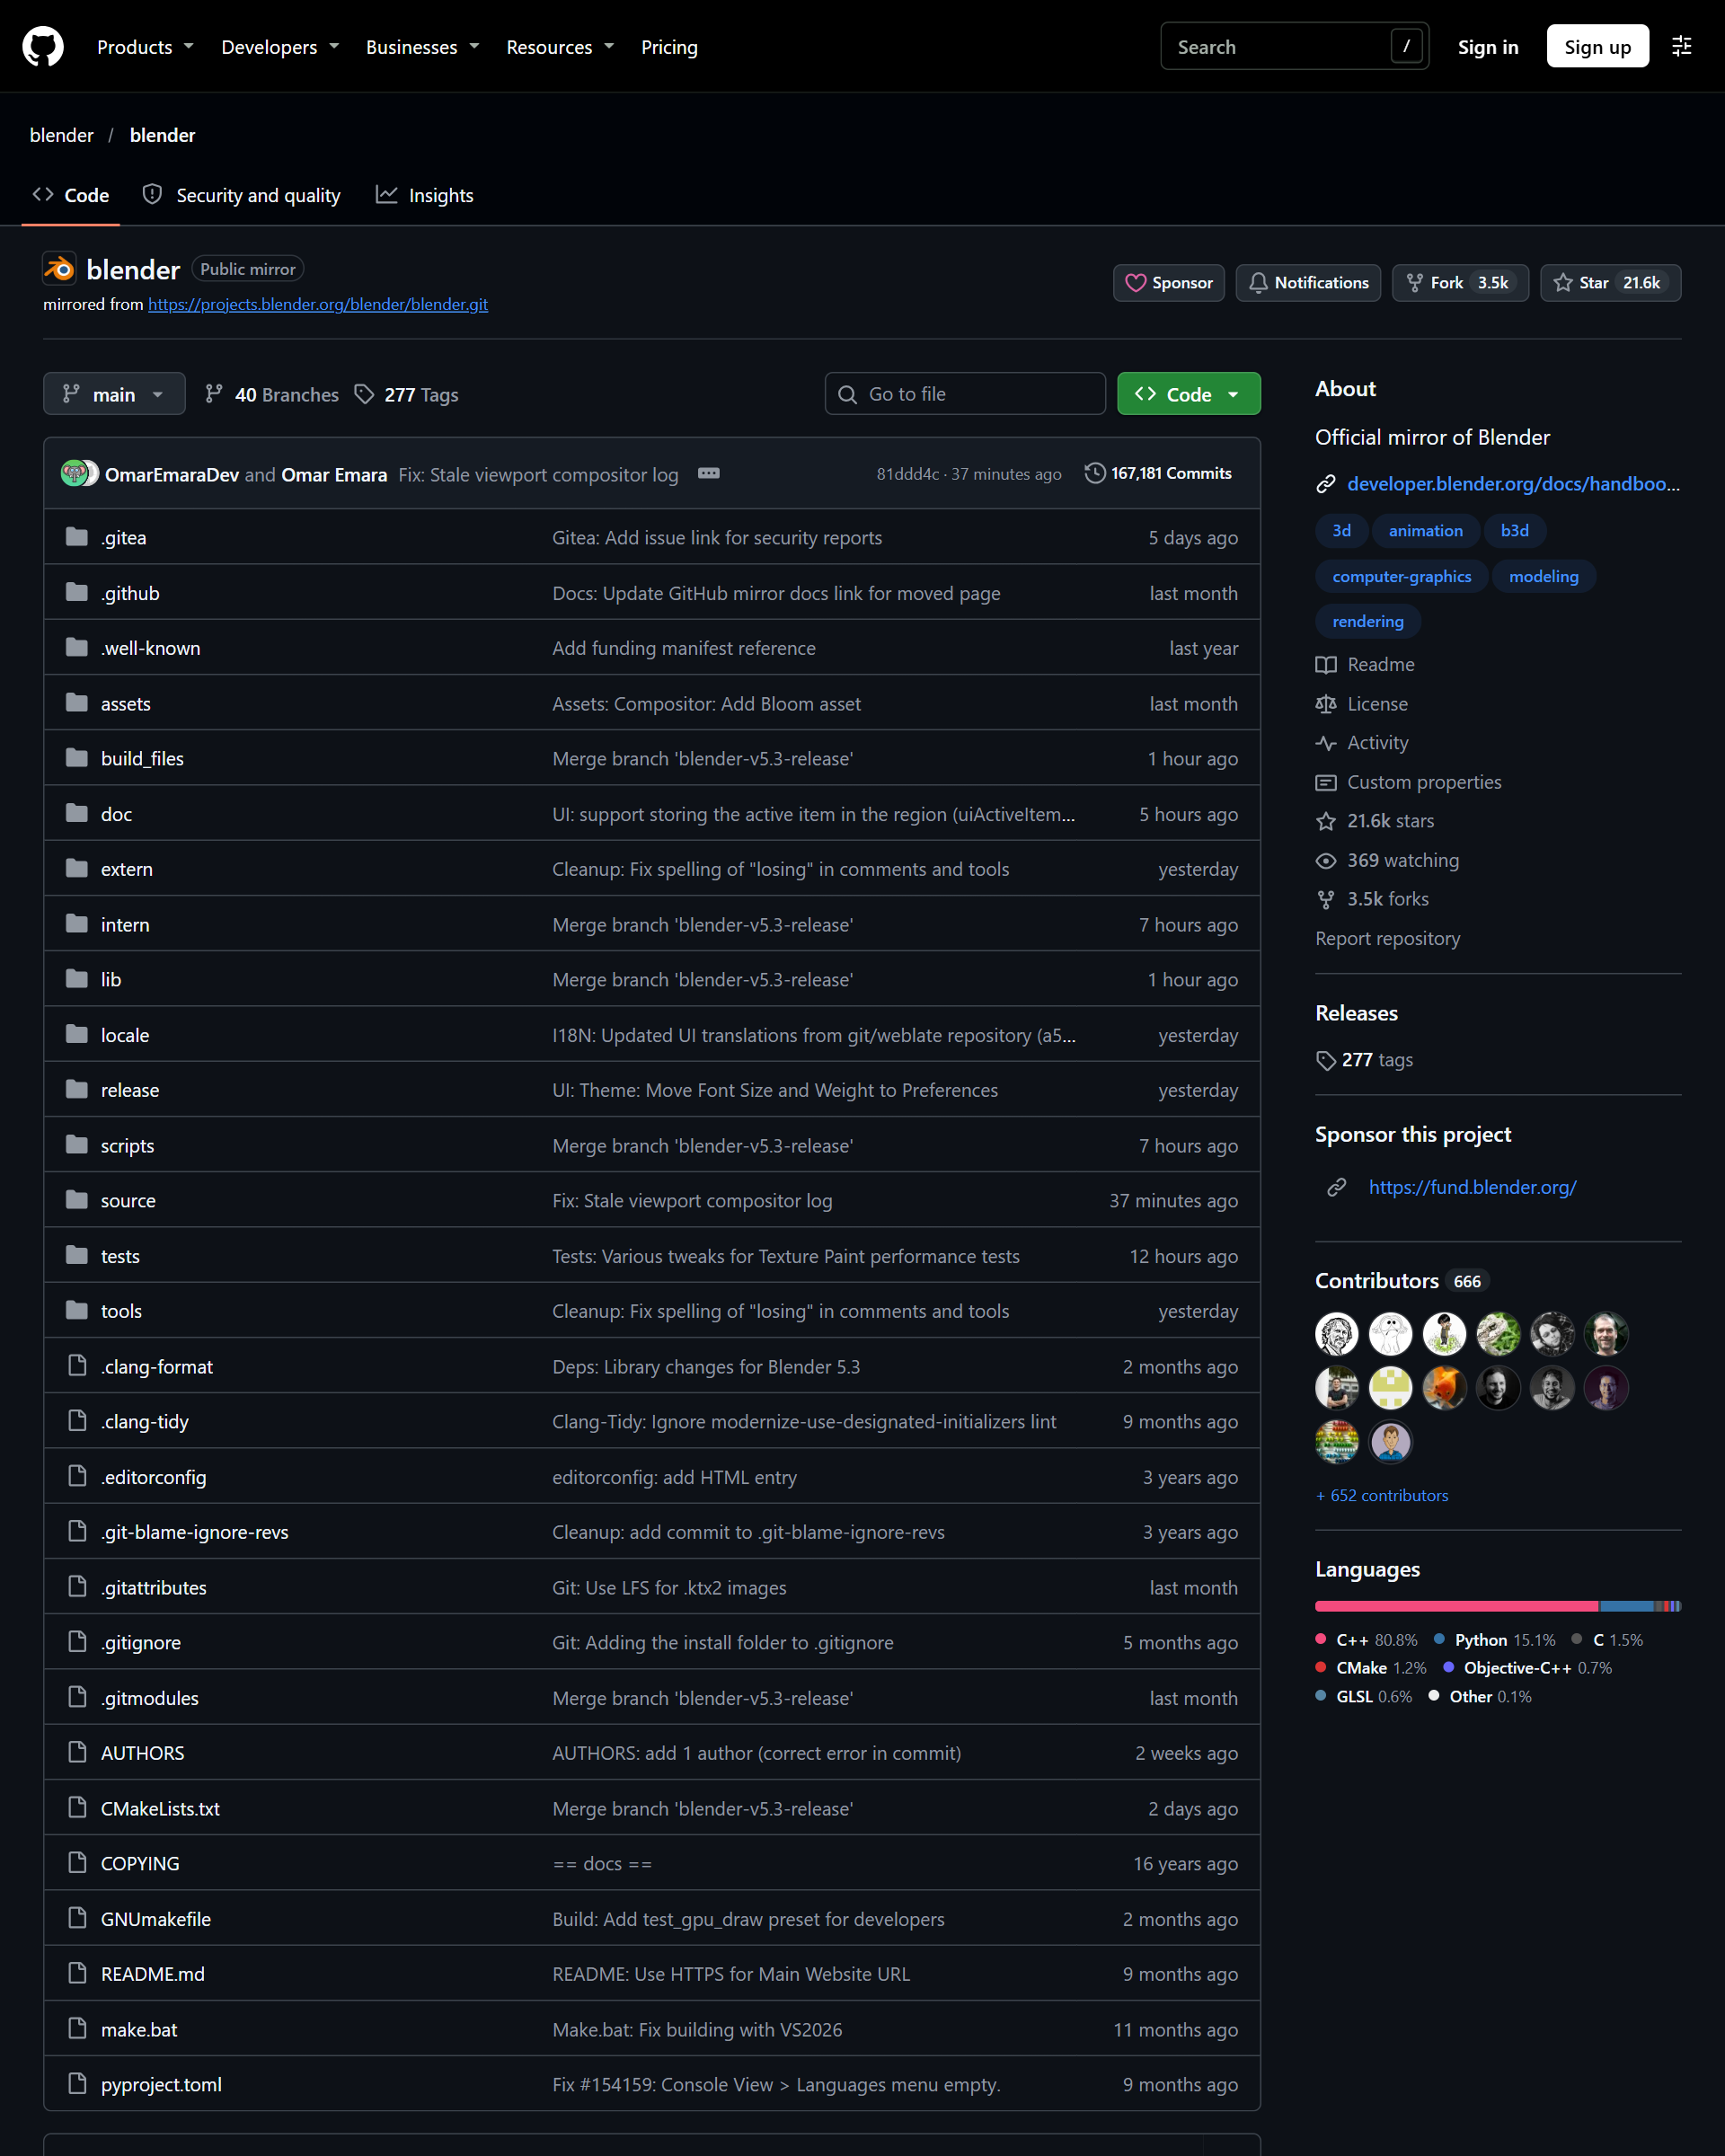 Products Developers Businesses Resources Pricing Search / Sign in Sign up
blender / blender
Code Security and quality Insights
blender Public mirror
mirrored from https://projects.blender.org/blender/blender.git
Sponsor Notifications Fork 3.5k Star 21.6k
main 40 Branches 277 Tags Go to file Code
OmarEmaraDev and Omar Emara Fix: Stale viewport compositor log 81ddd4c · 37 minutes ago 167,181 Commits
.gitea Gitea: Add issue link for security reports 5 days ago
.github Docs: Update GitHub mirror docs link for moved page last month
.well-known Add funding manifest reference last year
assets Assets: Compositor: Add Bloom asset last month
build_files Merge branch 'blender-v5.3-release' 1 hour ago
doc UI: support storing the active item in the region (uiActiveItem... 5 hours ago
extern Cleanup: Fix spelling of "losing" in comments and tools yesterday
intern Merge branch 'blender-v5.3-release' 7 hours ago
lib Merge branch 'blender-v5.3-release' 1 hour ago
locale I18N: Updated UI translations from git/weblate repository (a5... yesterday
release UI: Theme: Move Font Size and Weight to Preferences yesterday
scripts Merge branch 'blender-v5.3-release' 7 hours ago
source Fix: Stale viewport compositor log 37 minutes ago
tests Tests: Various tweaks for Texture Paint performance tests 12 hours ago
tools Cleanup: Fix spelling of "losing" in comments and tools yesterday
.clang-format Deps: Library changes for Blender 5.3 2 months ago
.clang-tidy Clang-Tidy: Ignore modernize-use-designated-initializers lint 9 months ago
.editorconfig editorconfig: add HTML entry 3 years ago
.git-blame-ignore-revs Cleanup: add commit to .git-blame-ignore-revs 3 years ago
.gitattributes Git: Use LFS for .ktx2 images last month
.gitignore Git: Adding the install folder to .gitignore 5 months ago
.gitmodules Merge branch 'blender-v5.3-release' last month
AUTHORS AUTHORS: add 1 author (correct error in commit) 2 weeks ago
CMakeLists.txt Merge branch 'blender-v5.3-release' 2 days ago
COPYING == docs == 16 years ago
GNUmakefile Build: Add test_gpu_draw preset for developers 2 months ago
README.md README: Use HTTPS for Main Website URL 9 months ago
make.bat Make.bat: Fix building with VS2026 11 months ago
pyproject.toml Fix #154159: Console View > Languages menu empty. 9 months ago
About
Official mirror of Blender
developer.blender.org/docs/handboo...
3d animation b3d
computer-graphics modeling
rendering
Readme
License
Activity
Custom properties
21.6k stars
369 watching
3.5k forks
Report repository
Releases
277 tags
Sponsor this project
https://fund.blender.org/
Contributors 666
+ 652 contributors
Languages
C++ 80.8% Python 15.1% C 1.5%
CMake 1.2% Objective-C++ 0.7%
GLSL 0.6% Other 0.1%